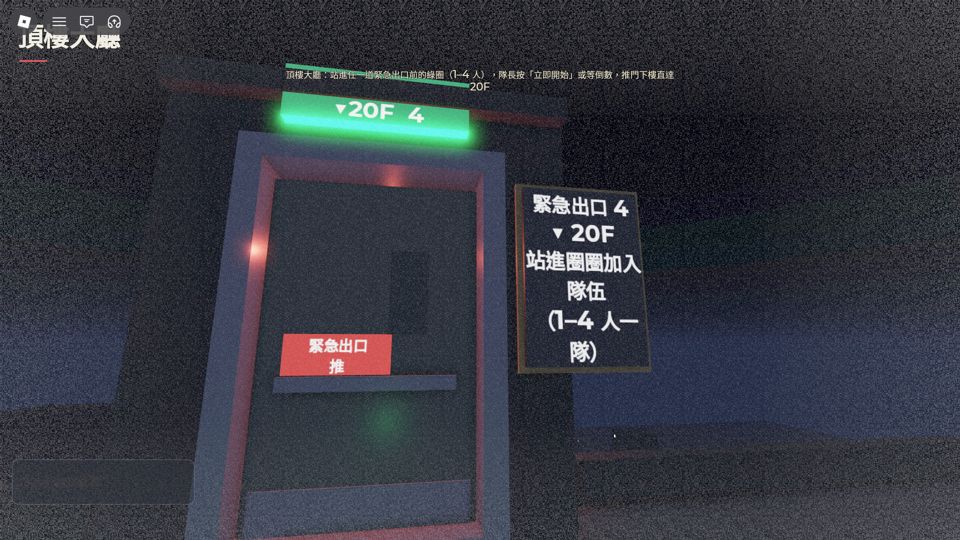 頂樓大廳
頂樓大廳：站進任一道緊急出口前的綠圈（1–4 人），隊長按「立即開始」或等倒數，推門下樓直達
20F
▼20F 4
緊急出口 4
▼ 20F
站進圈圈加入
隊伍
（1–4 人一
隊）
緊急出口
推